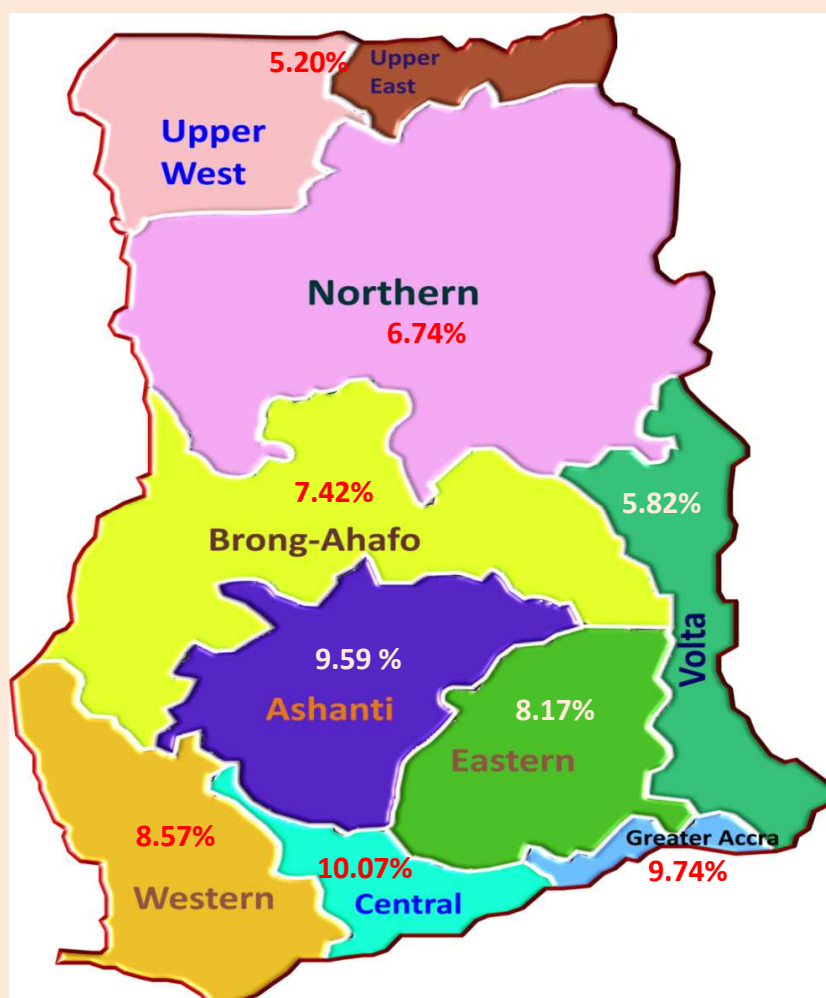 5.20%
Upper
East
Upper
West
Northern
6.74%
7.42%
Brong-Ahafo
5.82%
Volta
9.59 %
Ashanti
8.17%
Eastern
8.57%
Western
10.07%
Central
Greater Accra
9.74%